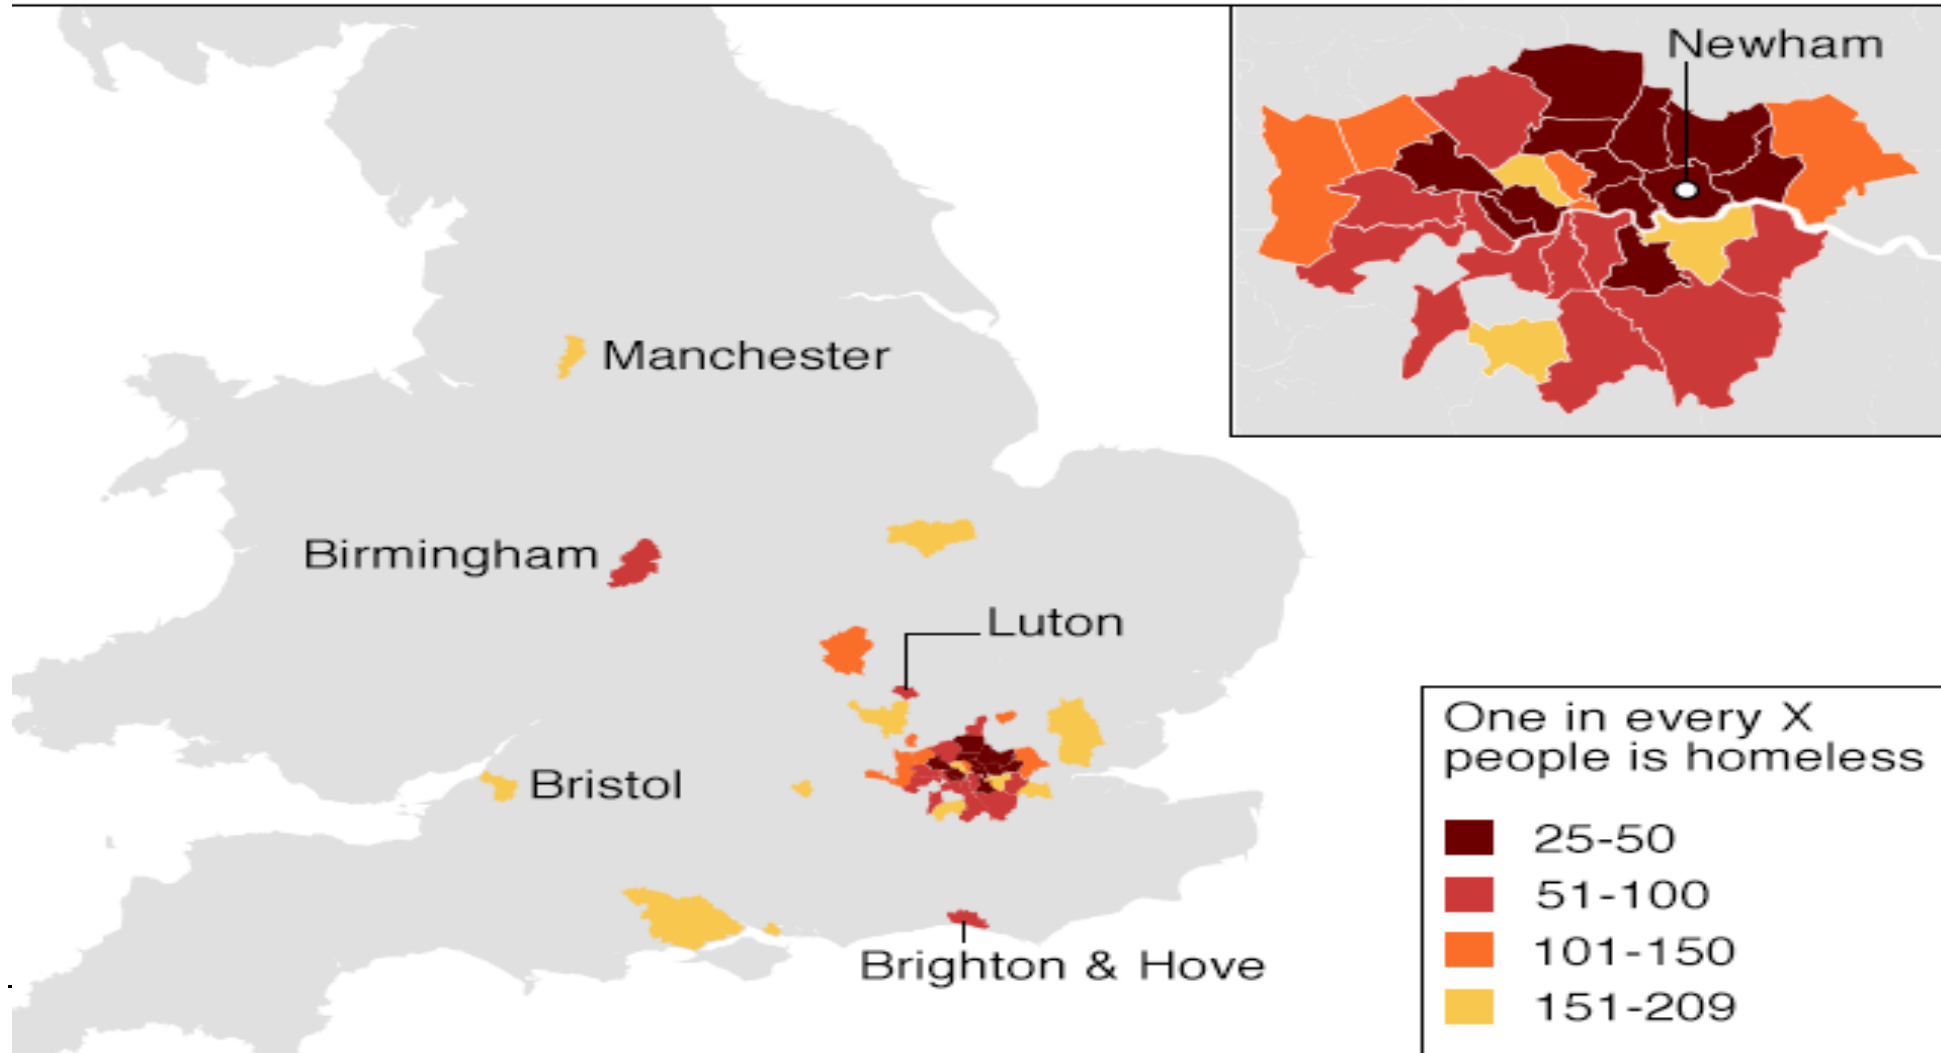 Newham
Manchester
Birmingham
Luton
Bristol
Brighton & Hove
One in every X
people is homeless
25-50
51-100
101-150
151-209